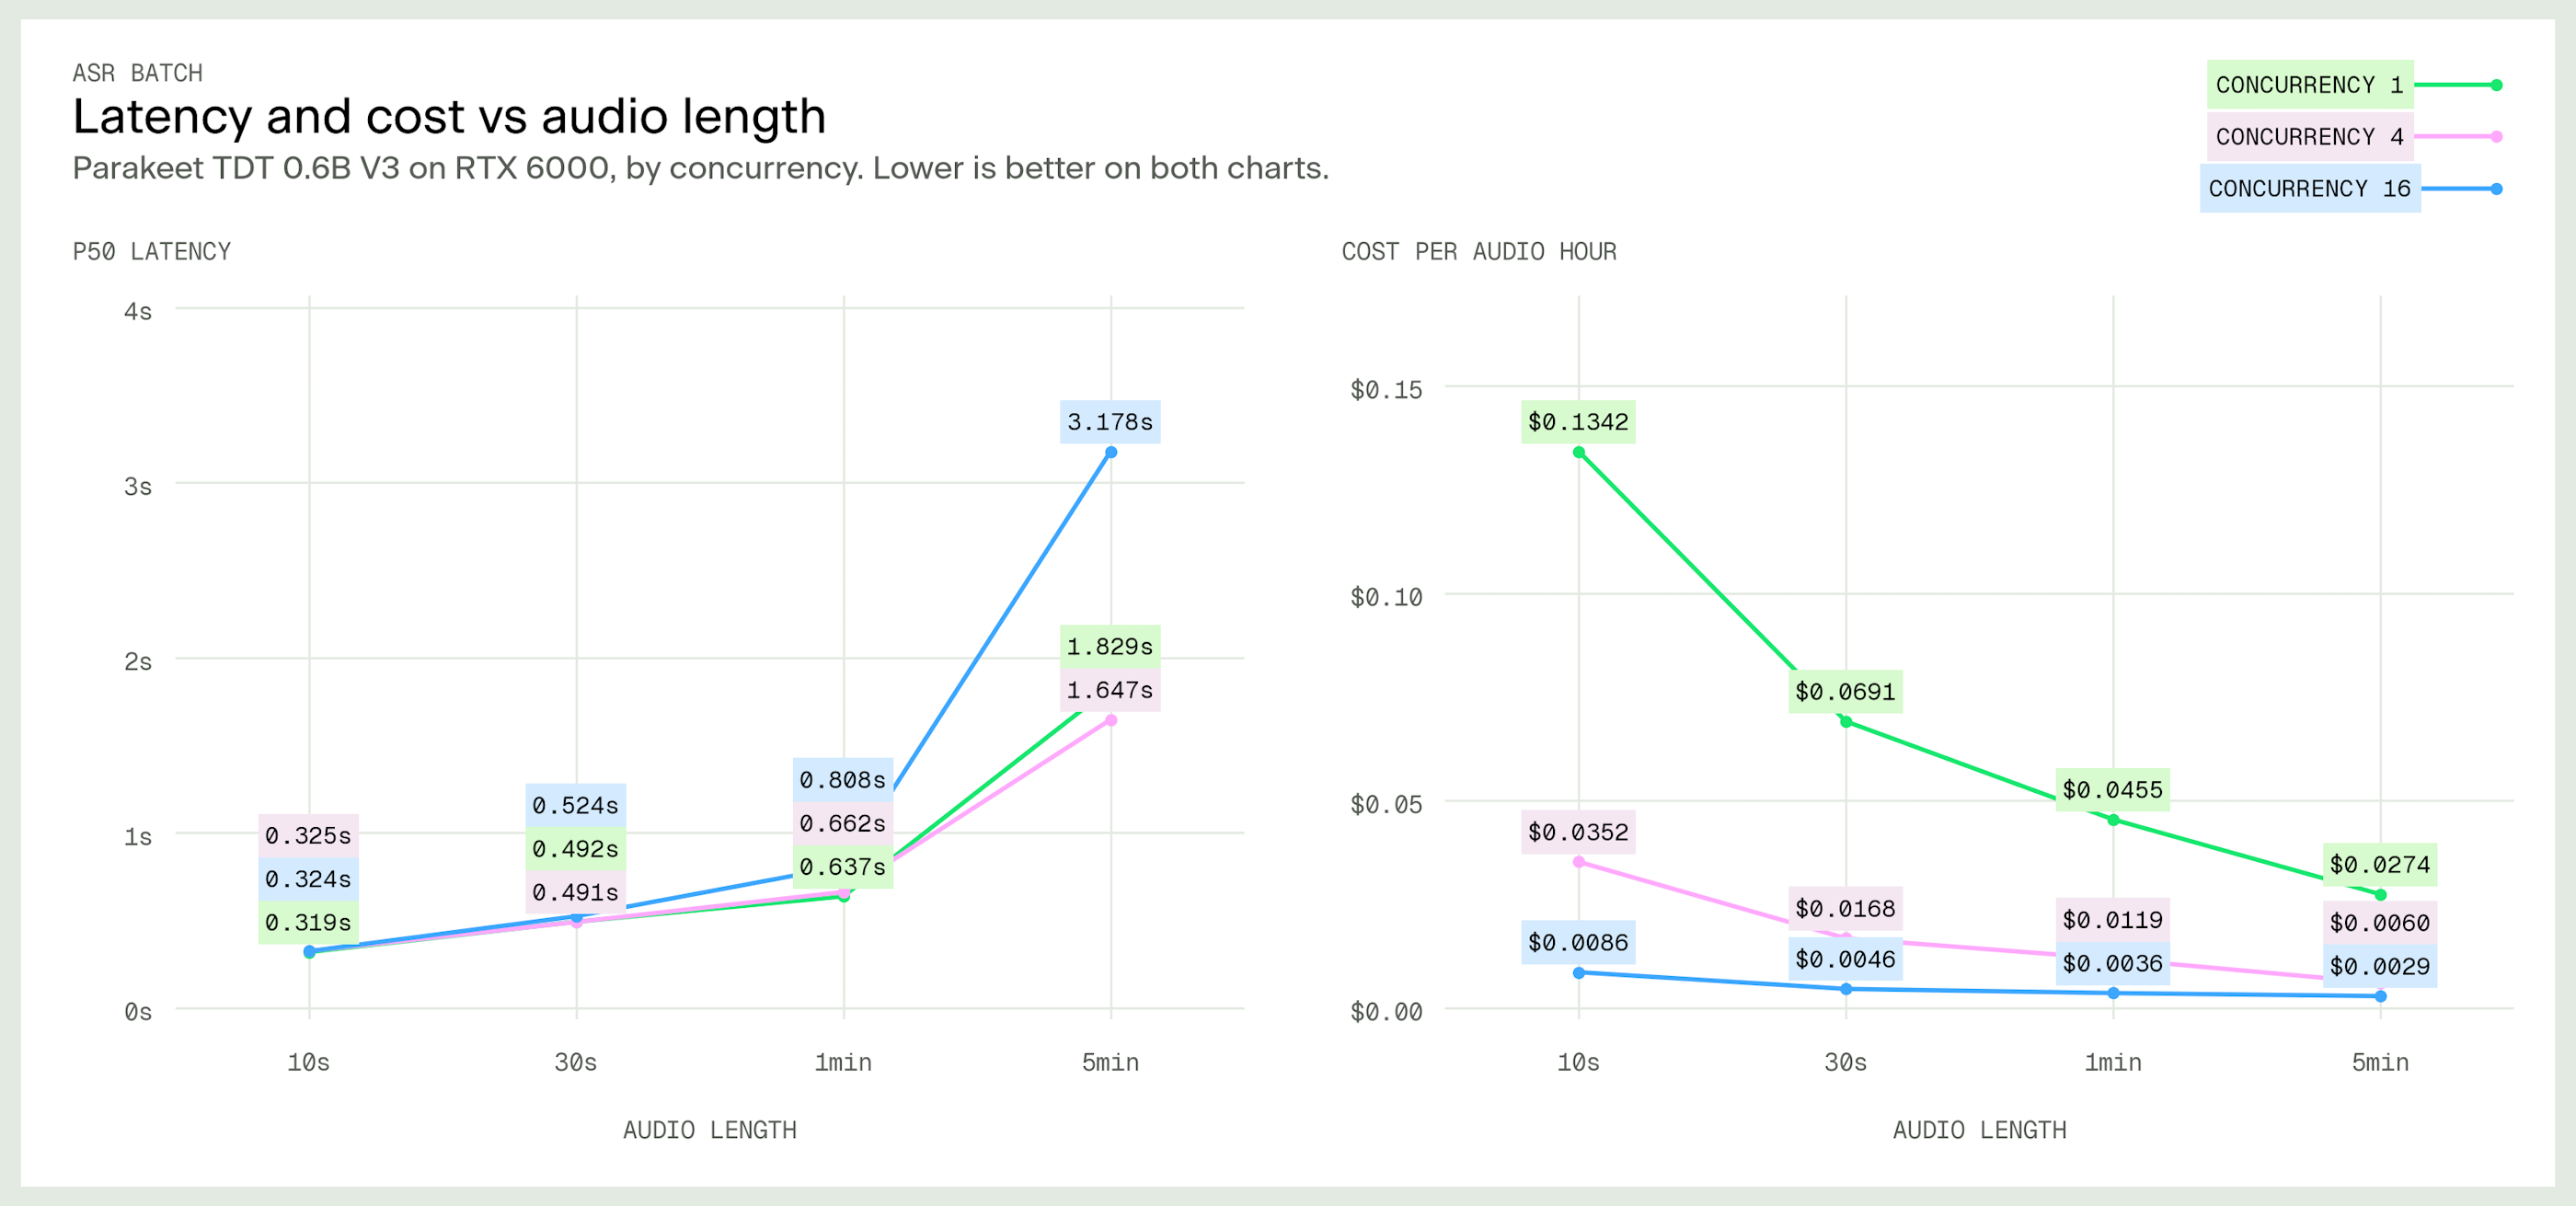 ASR BATCH
Latency and cost vs audio length
Parakeet TDT 0.6B V3 on RTX 6000, by concurrency. Lower is better on both charts.
CONCURRENCY 1
CONCURRENCY 4
CONCURRENCY 16
P50 LATENCY
4s
3s
2s
1s
0s
0.325s
0.324s
0.319s
0.524s
0.492s
0.491s
0.808s
0.662s
0.637s
3.178s
1.829s
1.647s
10s
30s
1min
5min
AUDIO LENGTH
COST PER AUDIO HOUR
$0.15
$0.10
$0.05
$0.00
$0.1342
$0.0352
$0.0086
$0.0691
$0.0168
$0.0046
$0.0455
$0.0119
$0.0036
$0.0274
$0.0060
$0.0029
10s
30s
1min
5min
AUDIO LENGTH